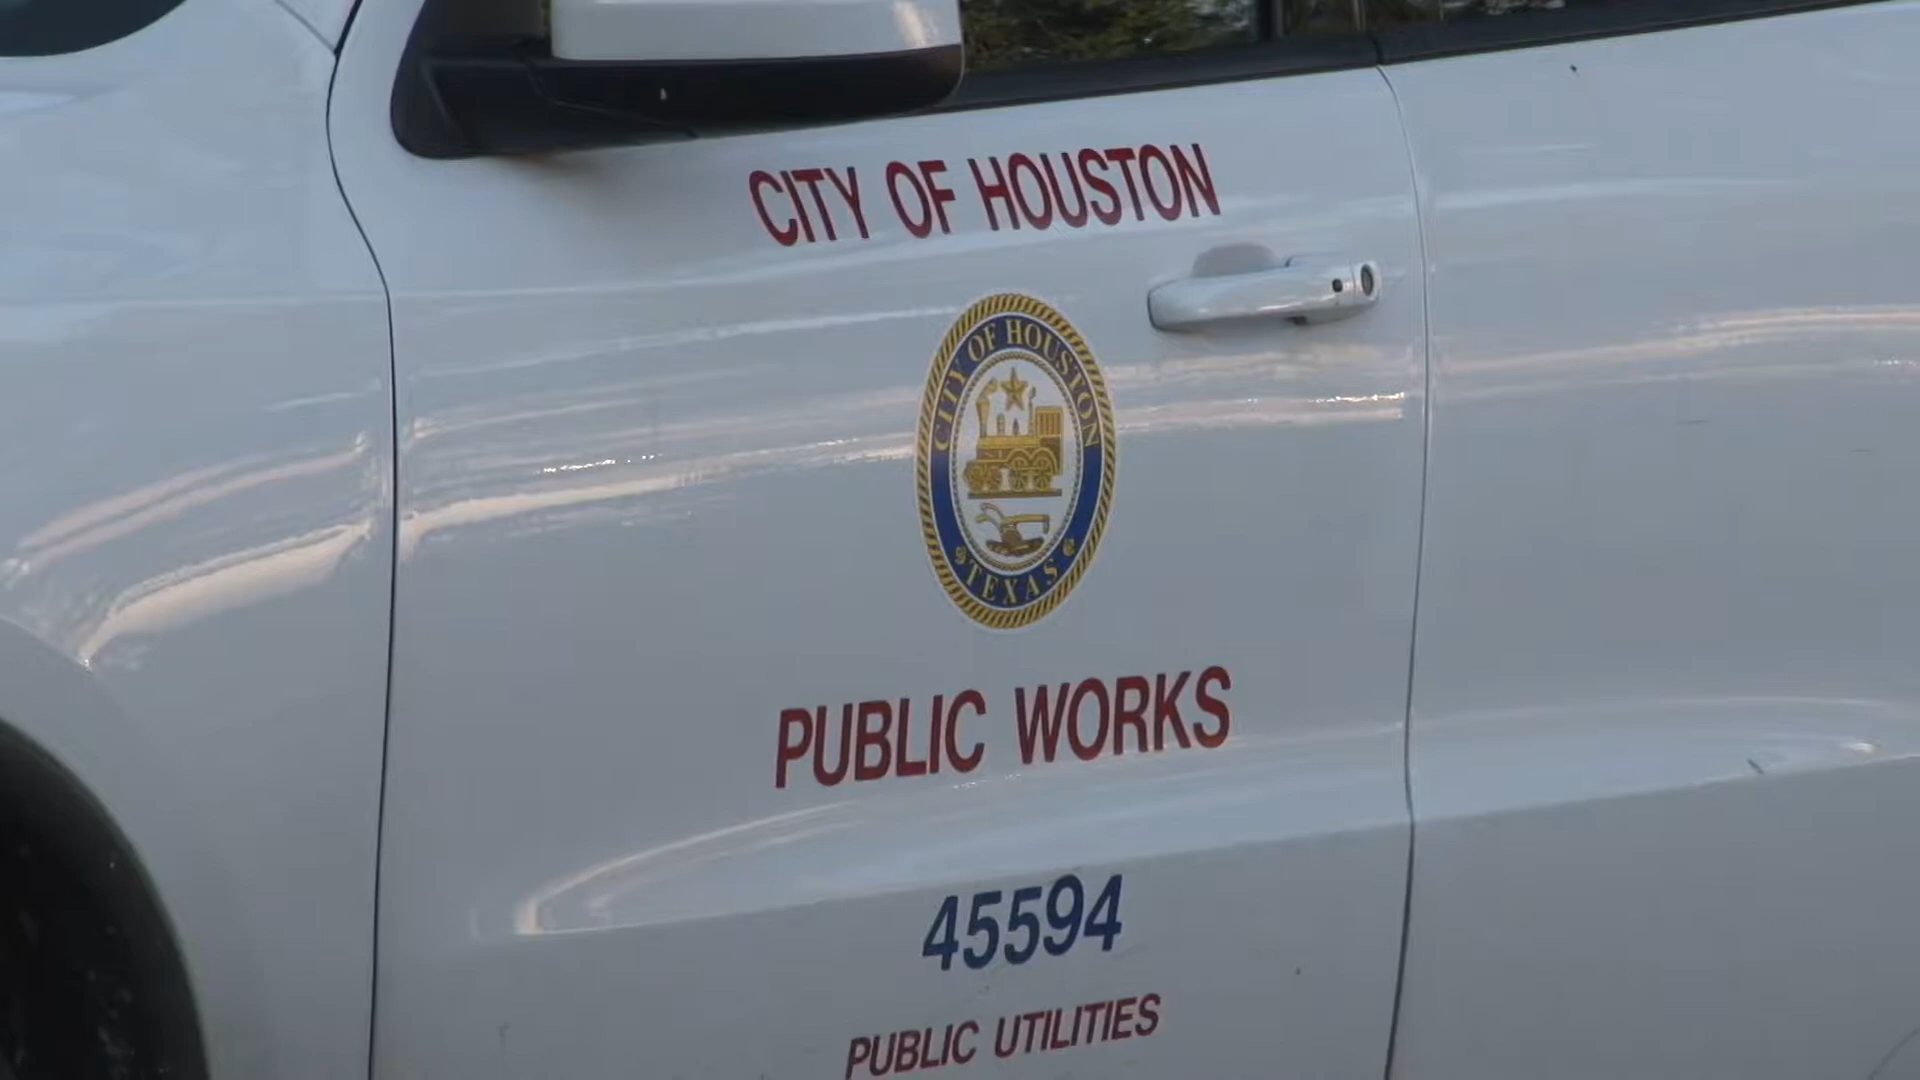 CITY OF HOUSTON
CITY OF HOUSTON
TEXAS
PUBLIC WORKS
45594
PUBLIC UTILITIES